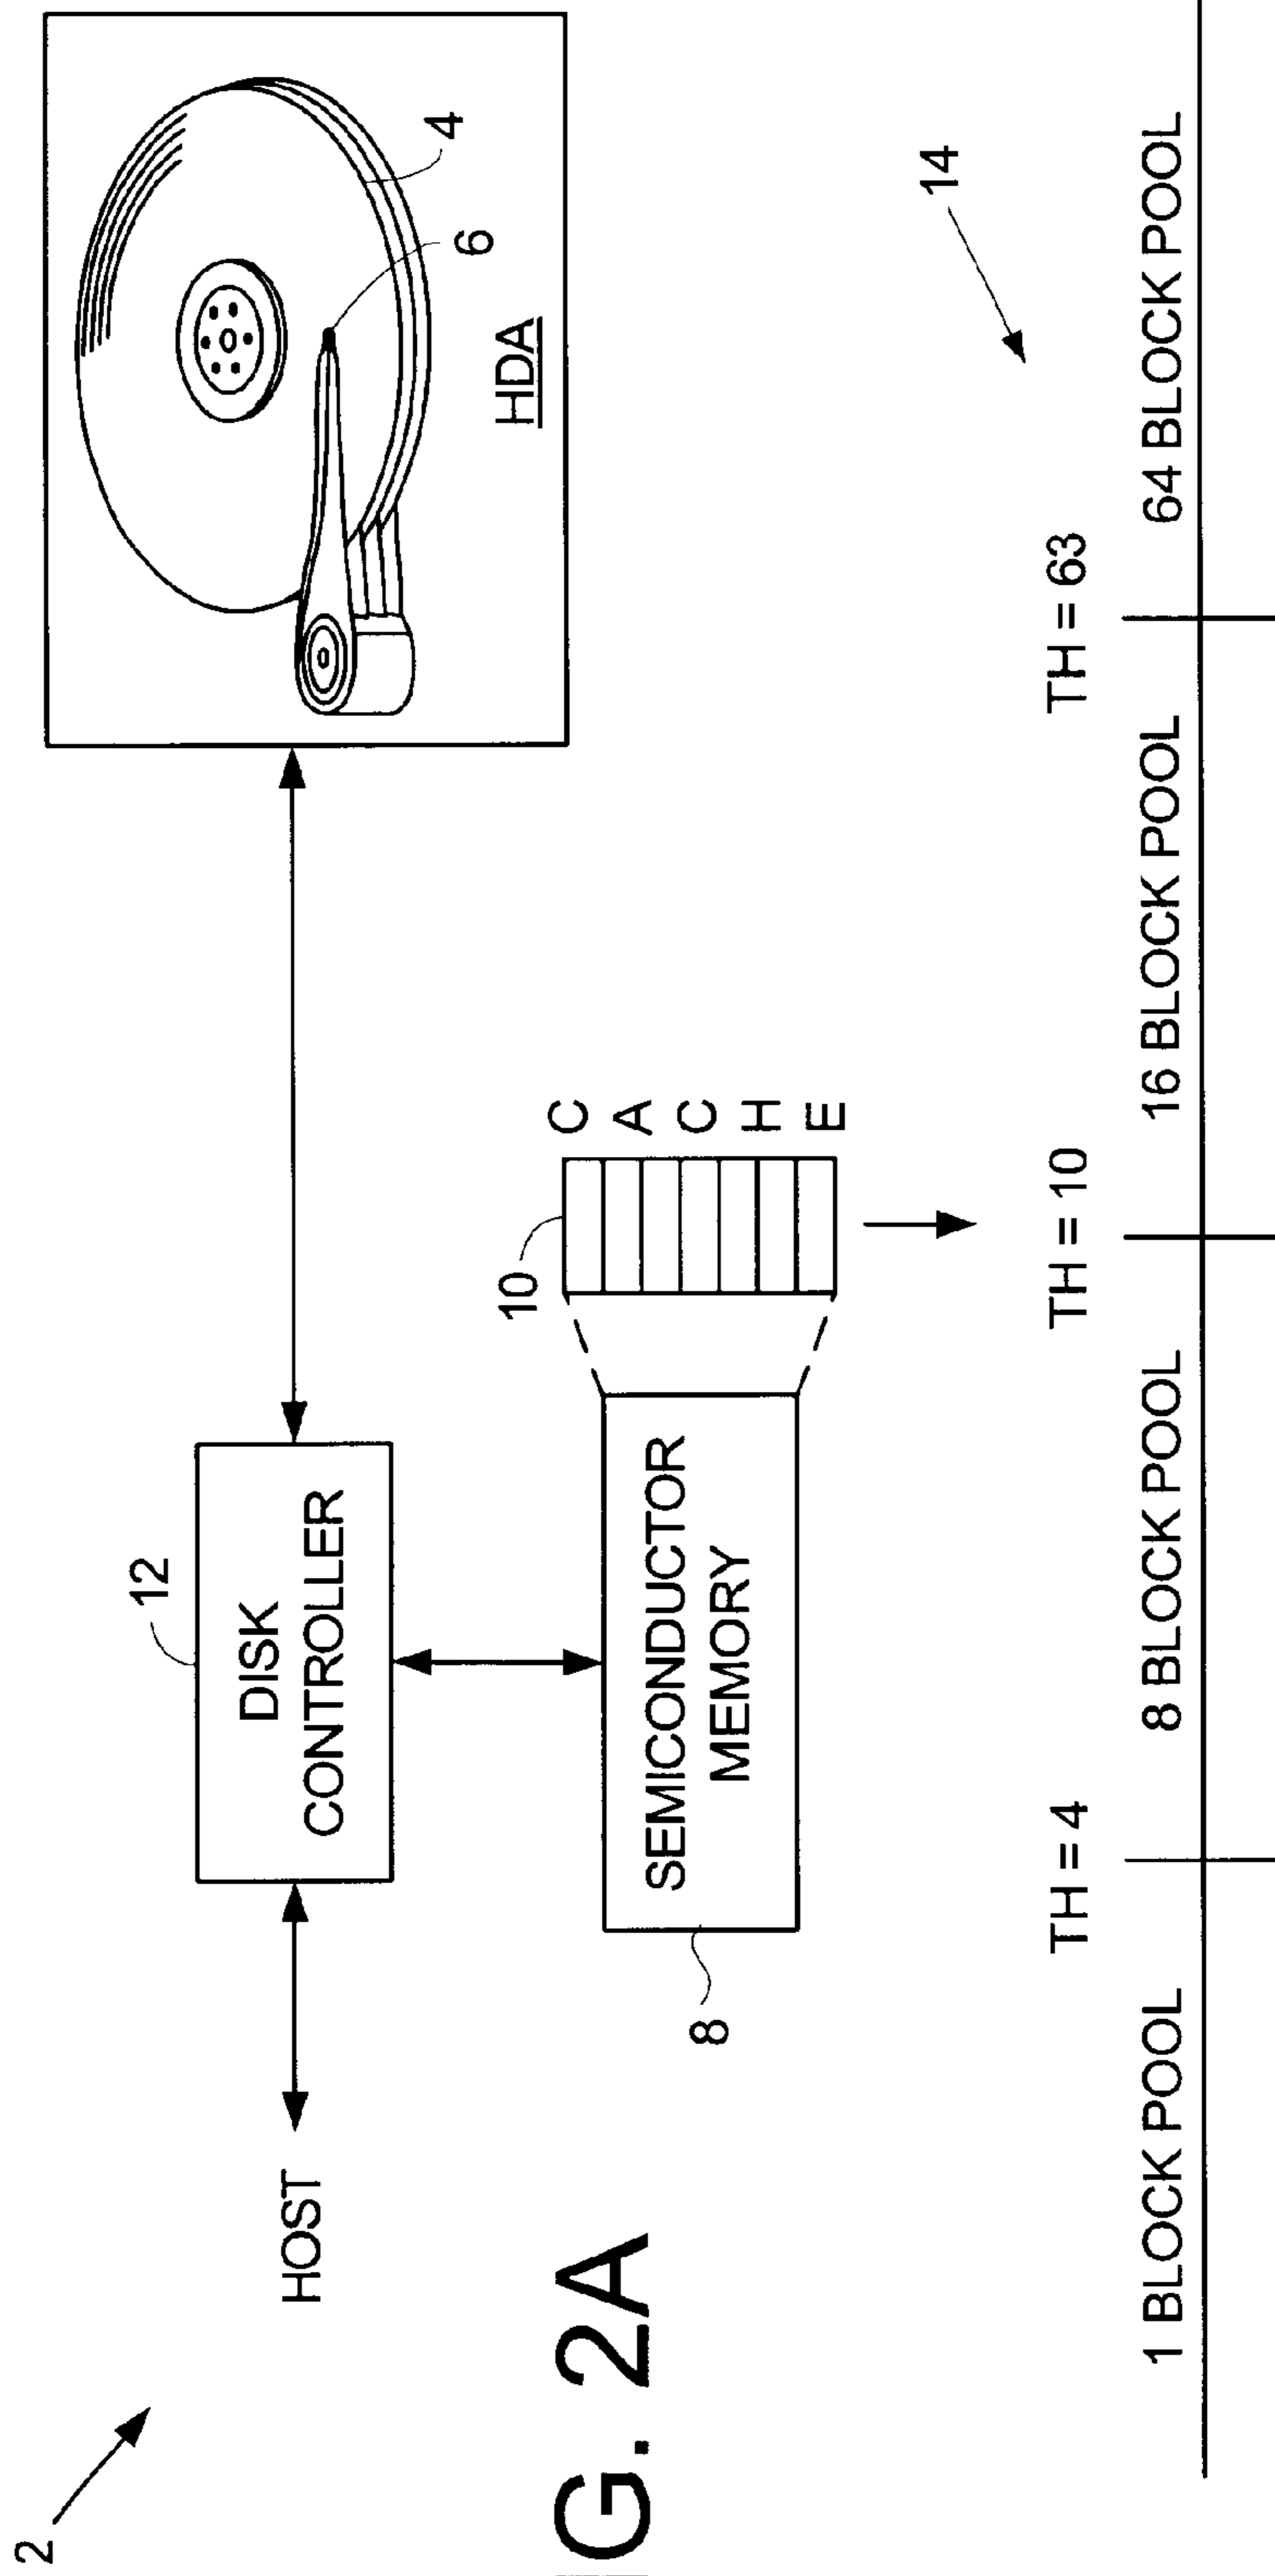 2
HOST
12
DISK
CONTROLLER
4
6
HDA
8
SEMICONDUCTOR
MEMORY
10
C
A
C
H
E
G. 2A
14
TH = 4
TH = 10
TH = 63
1 BLOCK POOL
8 BLOCK POOL
16 BLOCK POOL
64 BLOCK POOL